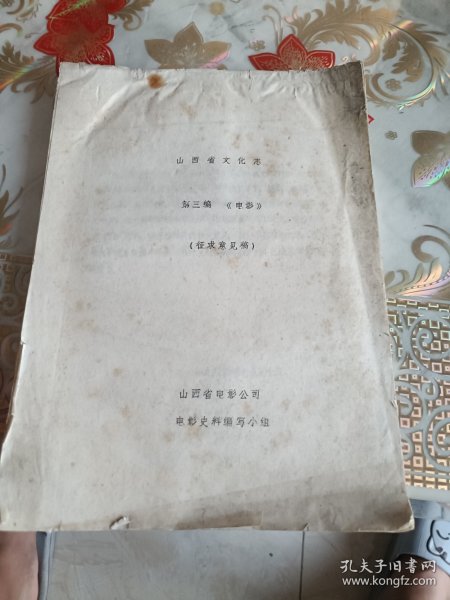 山西省文化志
第三编 《电影》
(征求意见稿)
山西省电影公司
电影史料编写小组
孔夫子旧书网
www.kongfz.com